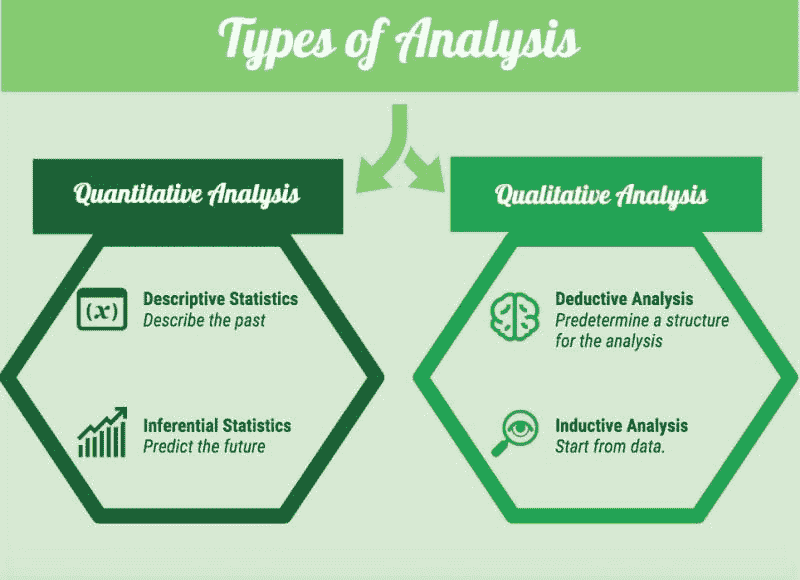 Types of Analysis
Quantitative Analysis
(x)
Descriptive Statistics
Describe the past
Inferential Statistics
Predict the future
Qualitative Analysis
Deductive Analysis
Predetermine a structure
for the analysis
Inductive Analysis
Start from data.